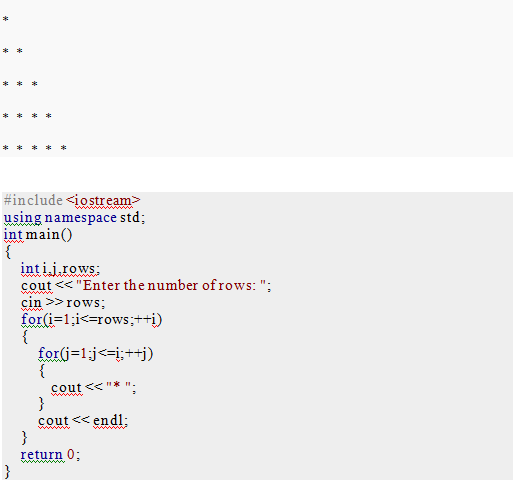 *
* *
* * *
* * * *
* * * * *
#include <iostream>
using namespace std;
int main()
{
int i,j,rows;
cout << "Enter the number of rows: ";
cin >> rows;
for(i=1;i<=rows;++i)
{
for(j=1;j<=i;++j)
{
cout << "* ";
}
cout << endl;
}
return 0;
}